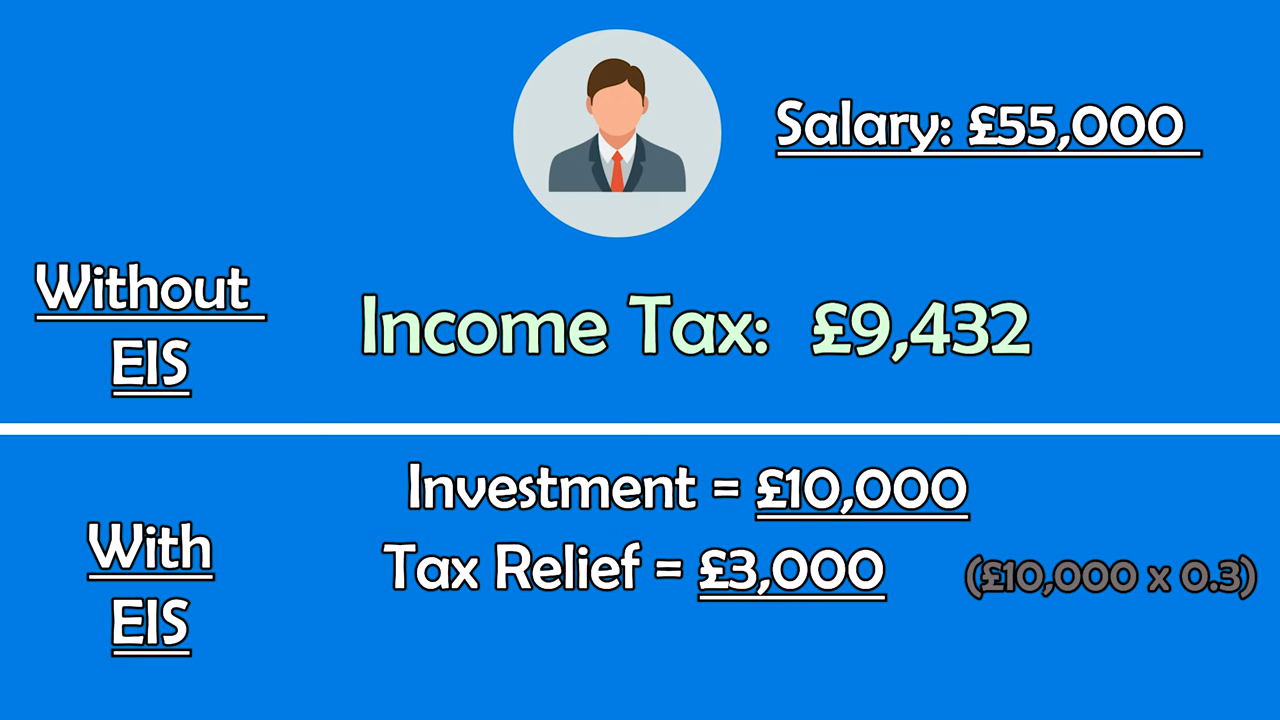 Salary: £55,000
Without
EIS
Income Tax: £9,432
Investment = £10,000
Tax Relief = £3,000 (£10,000 x 0.3)
With
EIS